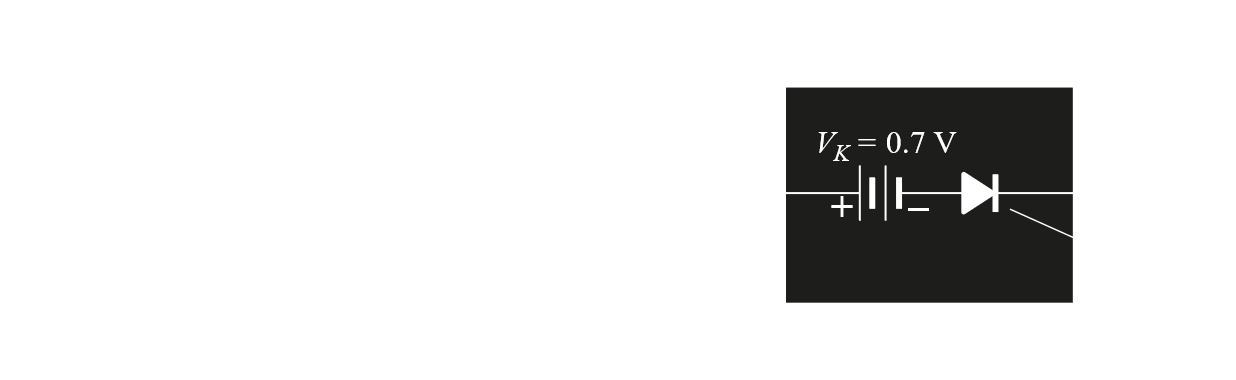 V_K = 0.7 V
+ −